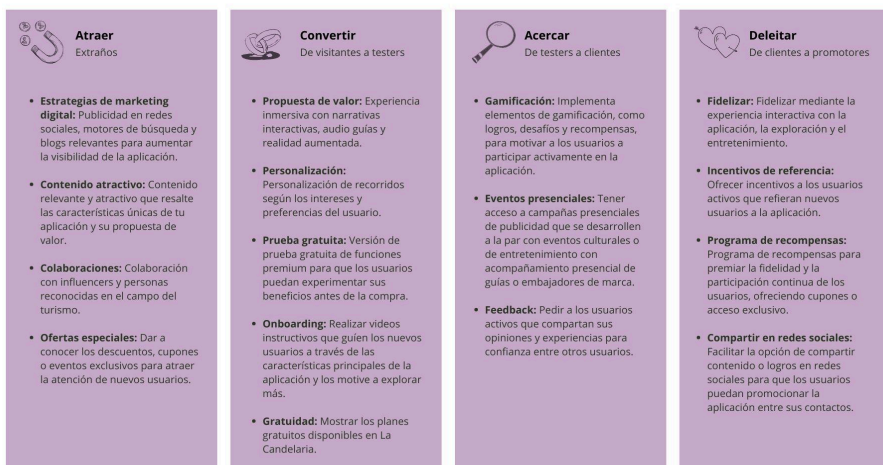 Atraer
Extraños
• Estrategias de marketing
digital: Publicidad en redes
sociales, motores de búsqueda y
blogs relevantes para aumentar
la visibilidad de la aplicación.
• Contenido atractivo: Contenido
relevante y atractivo que resalte
las características únicas de tu
aplicación y su propuesta de
valor.
• Colaboraciones: Colaboración
con influencers y personas
reconocidas en el campo del
turismo.
• Ofertas especiales: Dar a
conocer los descuentos, cupones
o eventos exclusivos para atraer
la atención de nuevos usuarios.
Convertir
De visitantes a testers
• Propuesta de valor: Experiencia
inmersiva con narrativas
interactivas, audio guías y
realidad aumentada.
• Personalización:
Personalización de recorridos
según los intereses y
preferencias del usuario.
• Prueba gratuita: Versión de
prueba gratuita de funciones
premium para que los usuarios
puedan experimentar sus
beneficios antes de la compra.
• Onboarding: Realizar videos
instructivos que guíen los nuevos
usuarios a través de las
características principales de la
aplicación y los motive a explorar
más.
• Gratuidad: Mostrar los planes
gratuitos disponibles en La
Candelaria.
Acercar
De testers a clientes
• Gamificación: Implementa
elementos de gamificación, como
logros, desafíos y recompensas,
para motivar a los usuarios a
participar activamente en la
aplicación.
• Eventos presenciales: Tener
acceso a campañas presenciales
de publicidad que se desarrollen
a la par con eventos culturales o
de entretenimiento con
acompañamiento presencial de
guías o embajadores de marca.
• Feedback: Pedir a los usuarios
activos que compartan sus
opiniones y experiencias para
confianza entre otros usuarios.
Deleitar
De clientes a promotores
• Fidelizar: Fidelizar mediante la
experiencia interactiva con la
aplicación, la exploración y el
entretenimiento.
• Incentivos de referencia:
Ofrecer incentivos a los usuarios
activos que refieran nuevos
usuarios a la aplicación.
• Programa de recompensas:
Programa de recompensas para
premiar la fidelidad y la
participación continua de los
usuarios, ofreciendo cupones o
acceso exclusivo.
• Compartir en redes sociales:
Facilitar la opción de compartir
contenido o logros en redes
sociales para que los usuarios
puedan promocionar la
aplicación entre sus contactos.